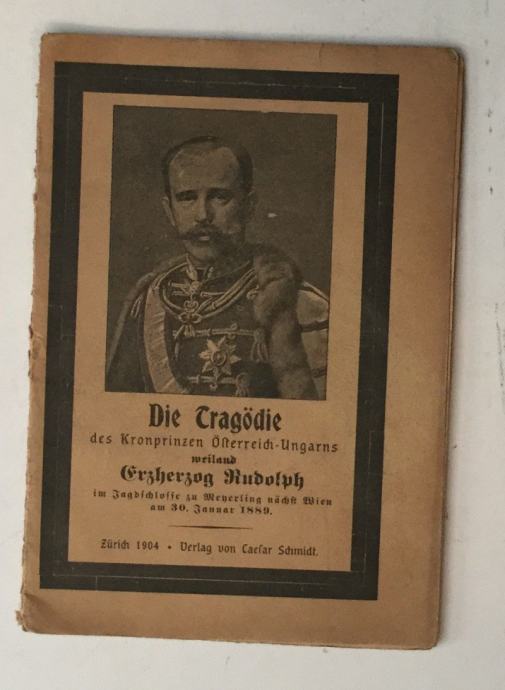 Die Tragödie
des Kronprinzen Österreich-Ungarns
weiland
Erzherzog Rudolph
im Jagdschlosse zu Meyerling nächst Wien
am 30. Januar 1889.
Zürich 1904 • Verlag von Caesar Schmidt.